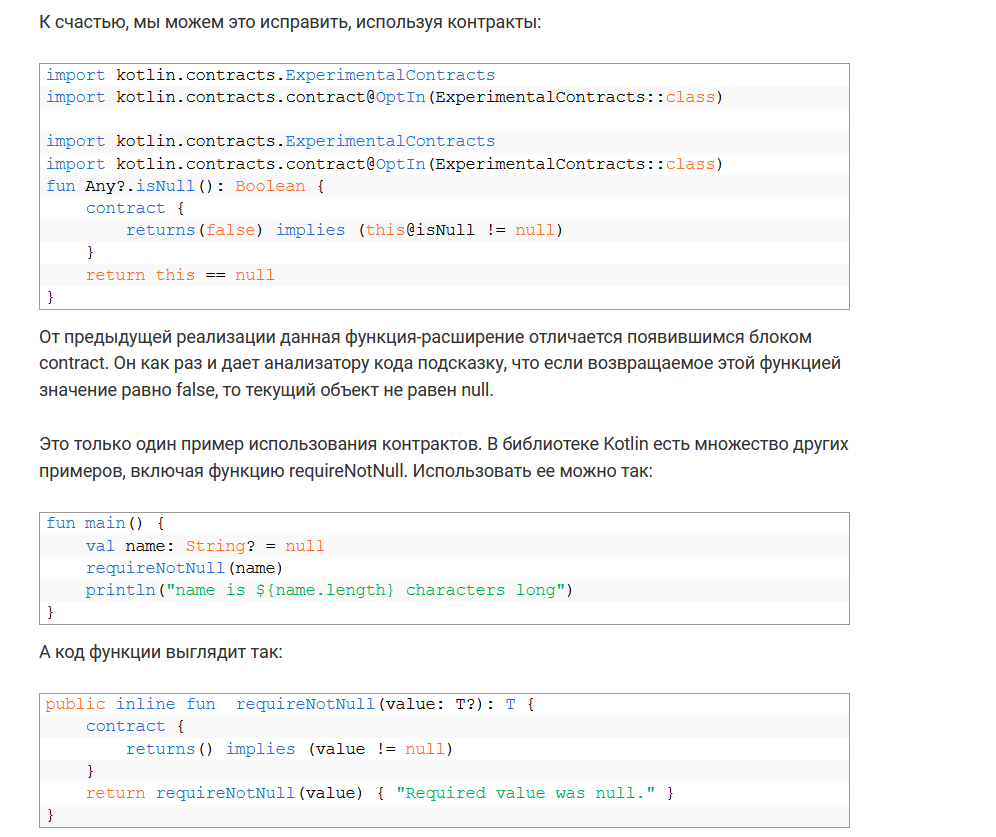 К счастью, мы можем это исправить, используя контракты:
import kotlin.contracts.ExperimentalContracts
import kotlin.contracts.contract@OptIn(ExperimentalContracts::class)
import kotlin.contracts.ExperimentalContracts
import kotlin.contracts.contract@OptIn(ExperimentalContracts::class)
fun Any?.isNull(): Boolean {
    contract {
        returns(false) implies (this@isNull != null)
    }
    return this == null
}
От предыдущей реализации данная функция-расширение отличается появившимся блоком
contract. Он как раз и дает анализатору кода подсказку, что если возвращаемое этой функцией
значение равно false, то текущий объект не равен null.
Это только один пример использования контрактов. В библиотеке Kotlin есть множество других
примеров, включая функцию requireNotNull. Использовать ее можно так:
fun main() {
    val name: String? = null
    requireNotNull(name)
    println("name is ${name.length} characters long")
}
А код функции выглядит так:
public inline fun  requireNotNull(value: T?): T {
    contract {
        returns() implies (value != null)
    }
    return requireNotNull(value) { "Required value was null." }
}